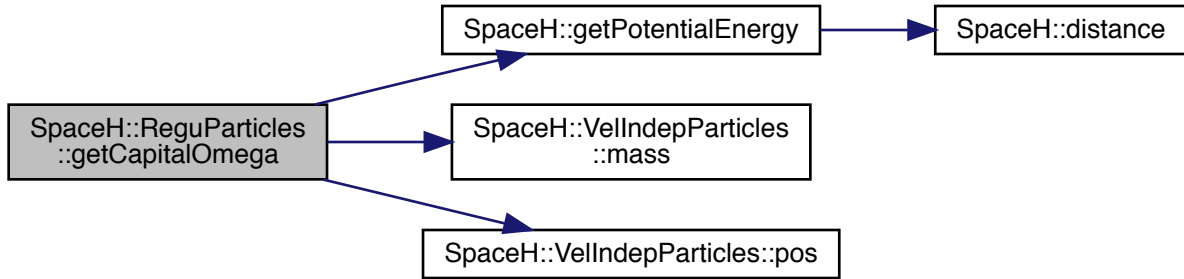 SpaceH::getPotentialEnergy
SpaceH::distance
SpaceH::ReguParticles
::getCapitalOmega
SpaceH::VelIndepParticles
::mass
SpaceH::VelIndepParticles::pos